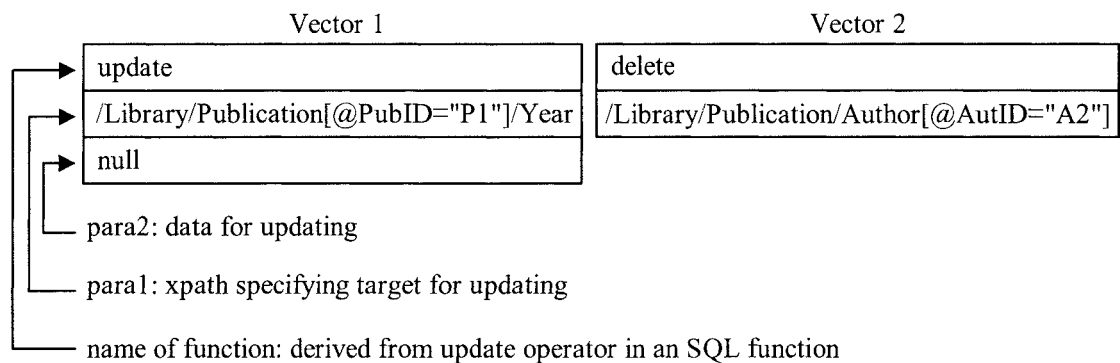 Vector 1
Vector 2
update
delete
/Library/Publication[@PubID="P1"]/Year
/Library/Publication/Author[@AutID="A2"]
null
para2: data for updating
para1: xpath specifying target for updating
name of function: derived from update operator in an SQL function